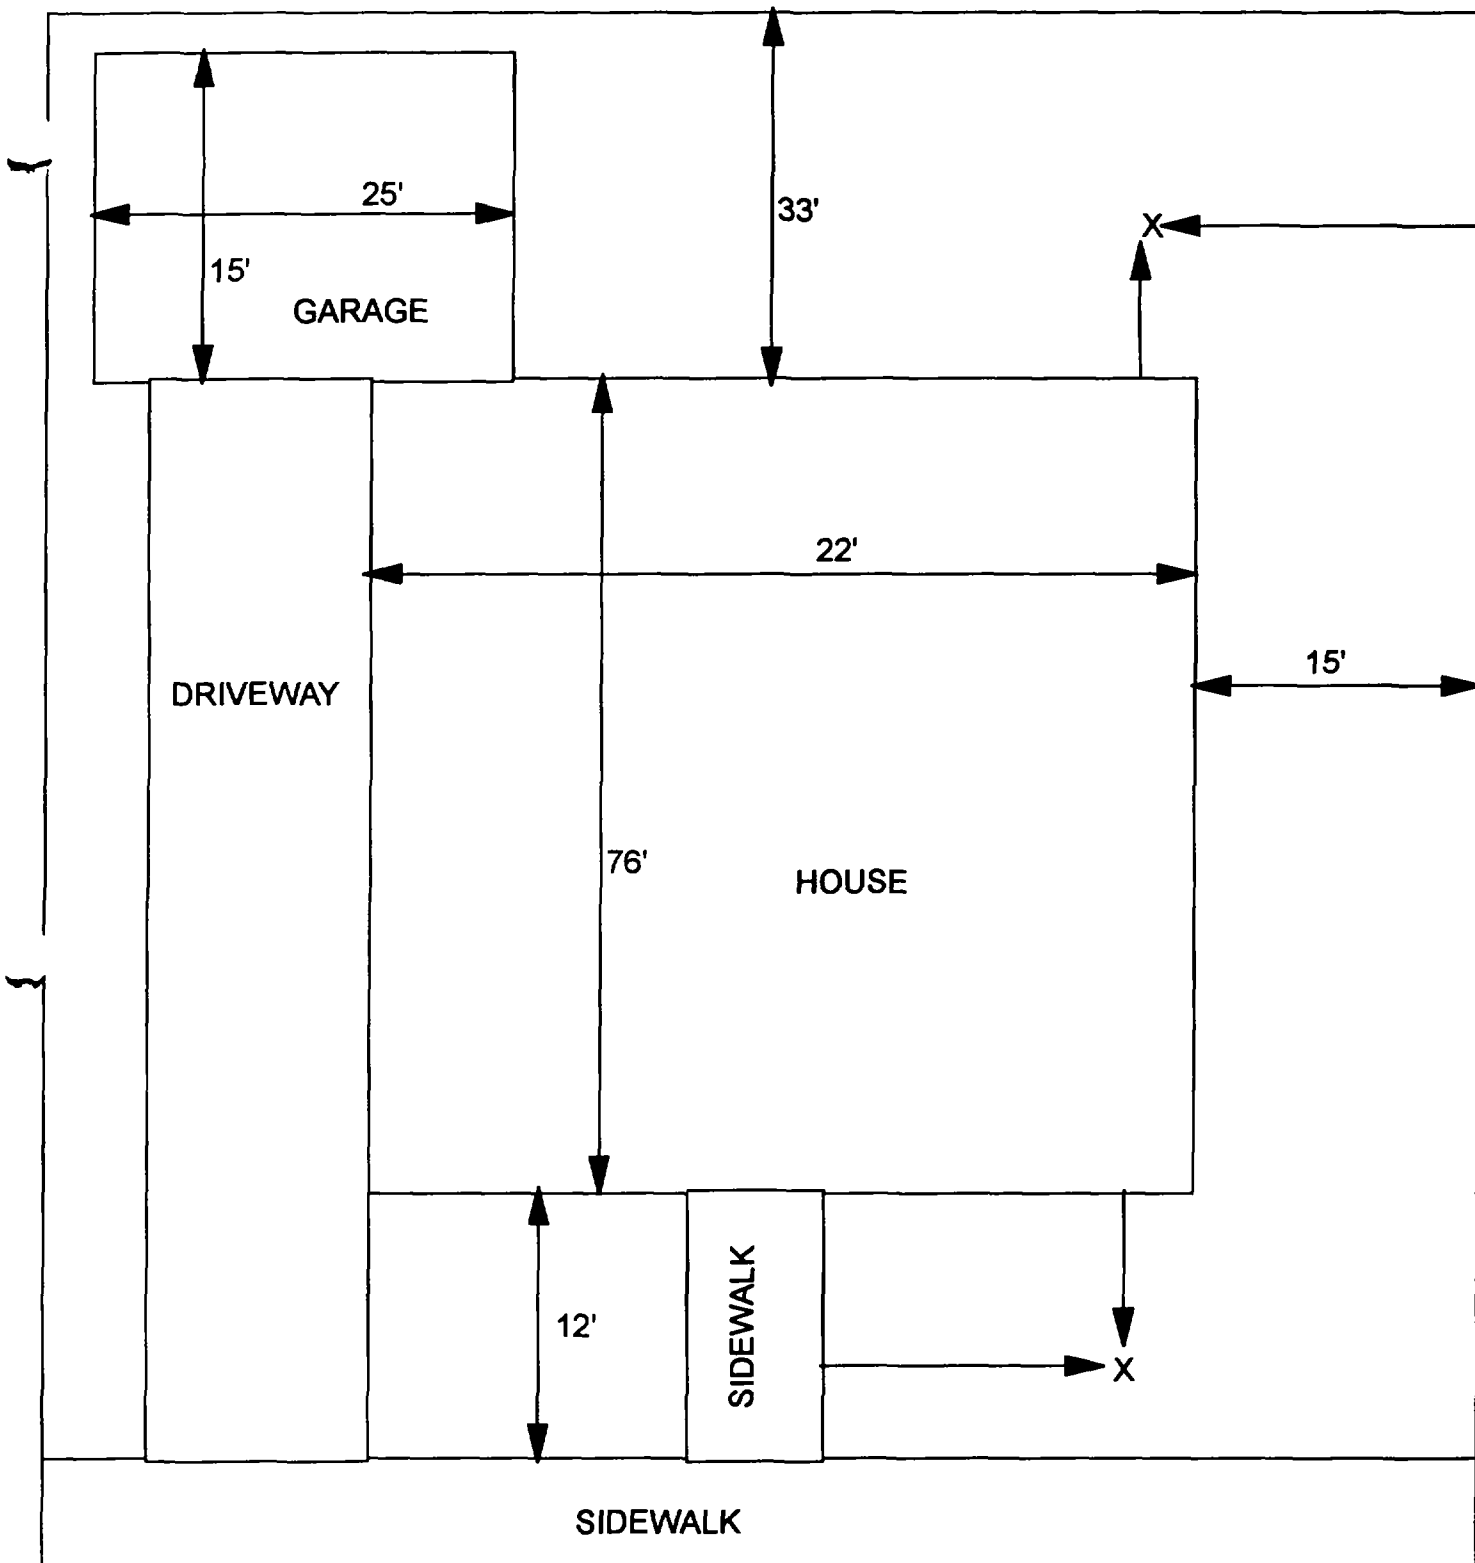 25'
33'
X
15'
GARAGE
22'
15'
DRIVEWAY
76'
HOUSE
SIDEWALK
12'
X
SIDEWALK